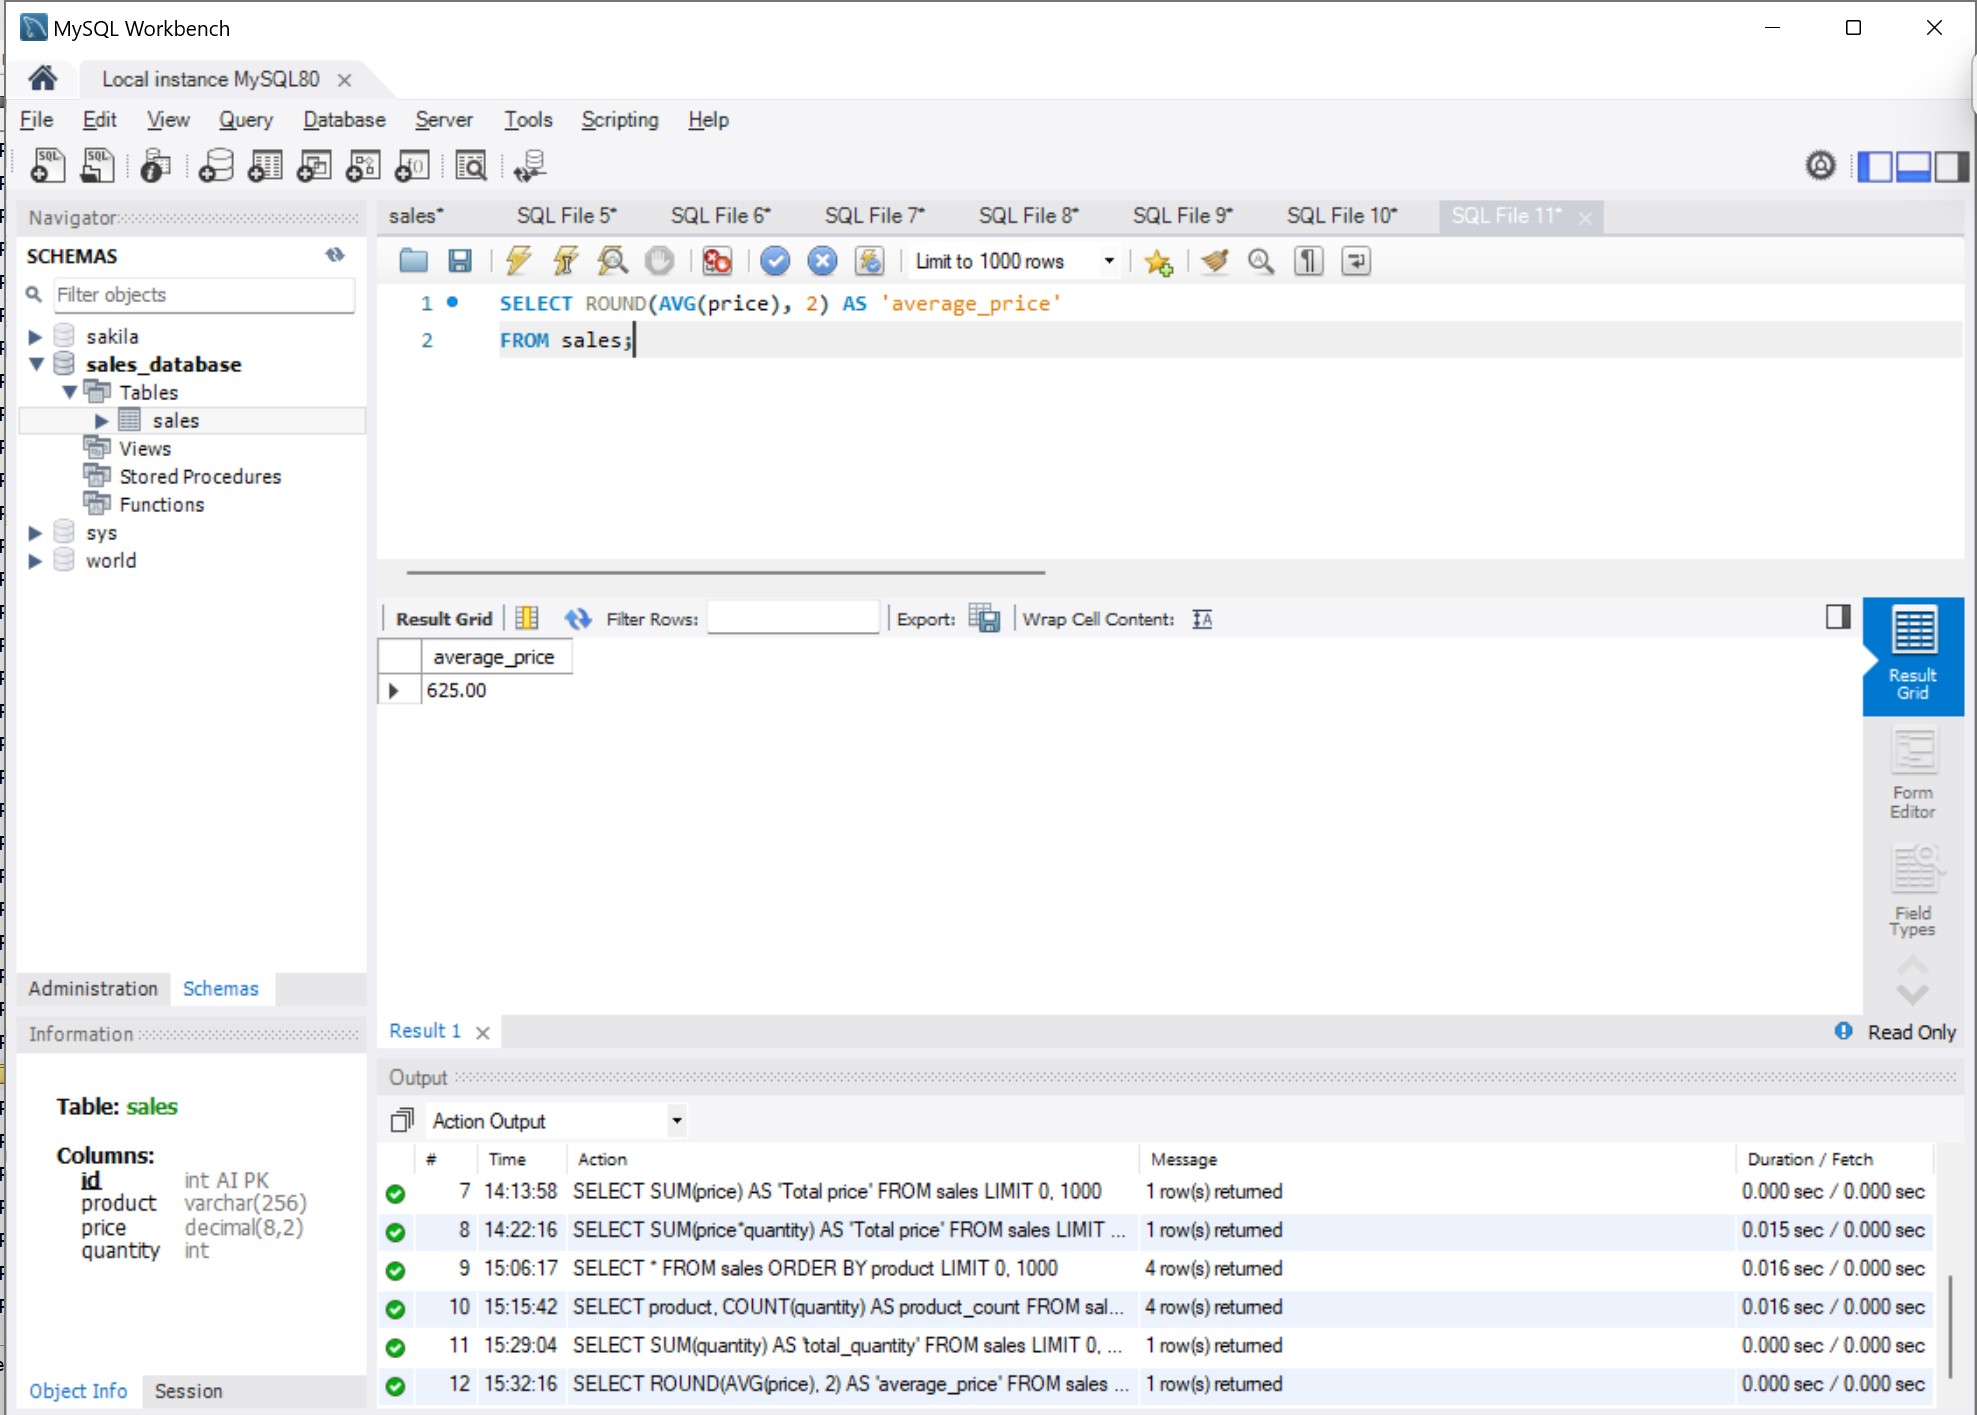 MySQL Workbench
Local instance MySQL80
File Edit View Query Database Server Tools Scripting Help
Navigator
SCHEMAS
Filter objects
sakila
sales_database
Tables
sales
Views
Stored Procedures
Functions
sys
world
Administration Schemas
Information
Table: sales
Columns:
id int AI PK
product varchar(256)
price decimal(8,2)
quantity int
Object Info Session
sales* SQL File 5* SQL File 6* SQL File 7* SQL File 8* SQL File 9* SQL File 10* SQL File 11*
Limit to 1000 rows
1 SELECT ROUND(AVG(price), 2) AS 'average_price'
2 FROM sales;
Result Grid Filter Rows: Export: Wrap Cell Content:
average_price
625.00
Result Grid
Form Editor
Field Types
Result 1
Read Only
Output
Action Output
# Time Action Message Duration / Fetch
7 14:13:58 SELECT SUM(price) AS 'Total price' FROM sales LIMIT 0, 1000 1 row(s) returned 0.000 sec / 0.000 sec
8 14:22:16 SELECT SUM(price*quantity) AS 'Total price' FROM sales LIMIT ... 1 row(s) returned 0.015 sec / 0.000 sec
9 15:06:17 SELECT * FROM sales ORDER BY product LIMIT 0, 1000 4 row(s) returned 0.016 sec / 0.000 sec
10 15:15:42 SELECT product, COUNT(quantity) AS product_count FROM sal... 4 row(s) returned 0.016 sec / 0.000 sec
11 15:29:04 SELECT SUM(quantity) AS 'total_quantity' FROM sales LIMIT 0, ... 1 row(s) returned 0.000 sec / 0.000 sec
12 15:32:16 SELECT ROUND(AVG(price), 2) AS 'average_price' FROM sales ... 1 row(s) returned 0.000 sec / 0.000 sec